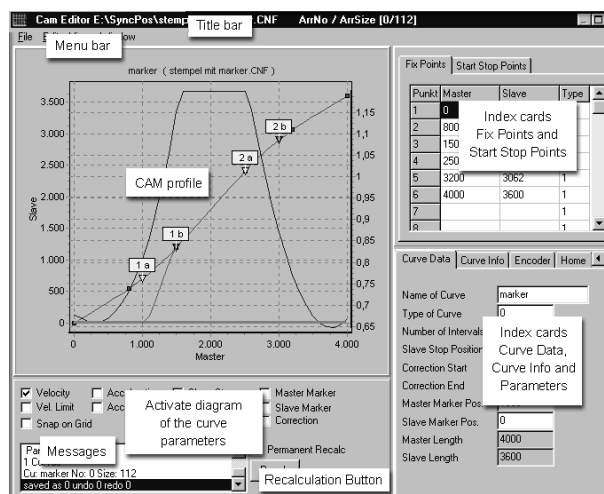 Cam Editor E:\SyncPos\stemp .CNF ArrNo / ArrSize [0/112]
Title bar
File
Menu bar
marker ( stempel mit marker.CNF )
3.500
3.000
2.500
2.000
1.500
1.000
500
0
Slave
0 1.000 2.000 3.000 4.000
Master
1,15
1,1
1,05
1
0,95
0,9
0,85
0,8
0,75
0,7
0,65
1 a
1 b
2 a
2 b
CAM profile
Fix Points Start Stop Points
Punkt Master Slave Type
1 0
2 800
3 150
4 250
5 3200 3062 1
6 4000 3600 1
7 1
8 1
Index cards
Fix Points and
Start Stop Points
Curve Data Curve Info Encoder Home
Name of Curve marker
Type of Curve 0
Number of Intervals
Slave Stop Position
Correction Start
Correction End
Master Marker Pos.
Slave Marker Pos. 0
Master Length 4000
Slave Length 3600
Index cards
Curve Data,
Curve Info and
Parameters
Velocity
Master Marker
Vel. Limit
Slave Marker
Snap on Grid
Correction
Activate diagram
of the curve
parameters
Messages
Cu: marker No: 0 Size: 112
saved as 0 undo 0 redo 0
Permanent Recalc
Recalculation Button